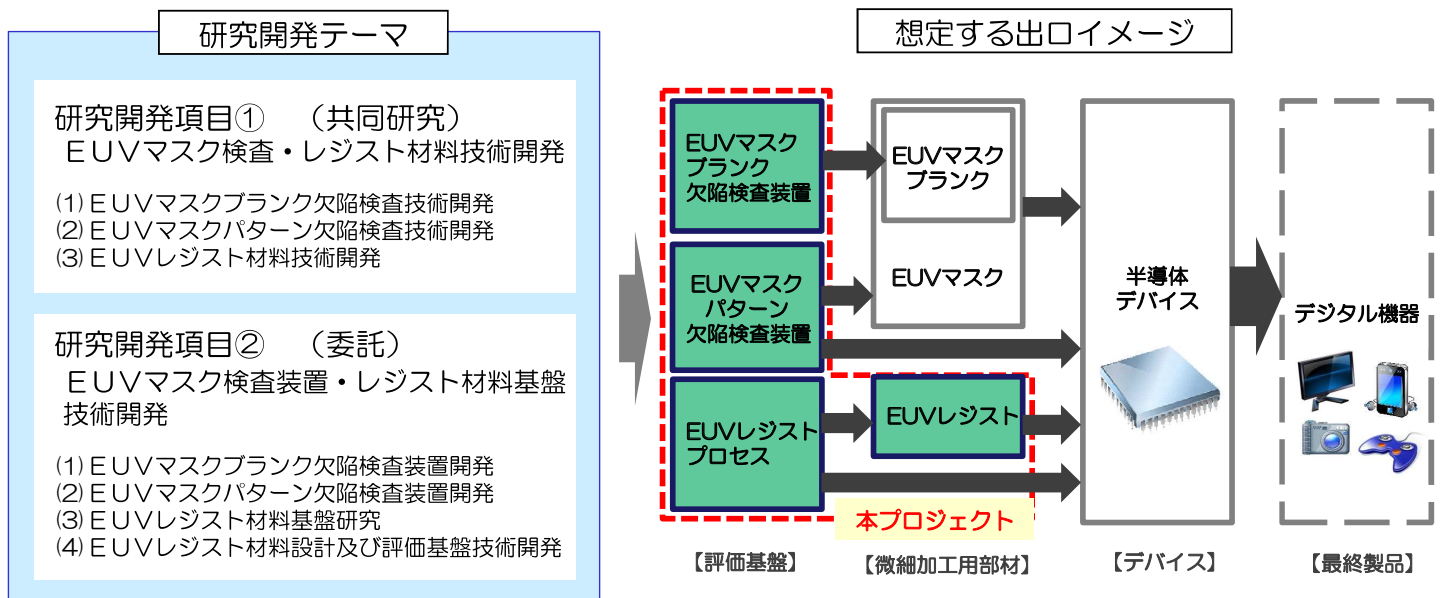 研究開発テーマ
研究開発項目① （共同研究）
ＥＵＶマスク検査・レジスト材料技術開発
(1)ＥＵＶマスクブランク欠陥検査技術開発
(2)ＥＵＶマスクパターン欠陥検査技術開発
(3)ＥＵＶレジスト材料技術開発
研究開発項目② （委託）
ＥＵＶマスク検査装置・レジスト材料基盤
技術開発
(1)ＥＵＶマスクブランク欠陥検査装置開発
(2)ＥＵＶマスクパターン欠陥検査装置開発
(3)ＥＵＶレジスト材料基盤研究
(4)ＥＵＶレジスト材料設計及び評価基盤技術開発
想定する出口イメージ
EUVマスク
ブランク
欠陥検査装置
EUVマスク
パターン
欠陥検査装置
EUVレジスト
プロセス
EUVマスク
ブランク
EUVマスク
EUVレジスト
本プロジェクト
半導体
デバイス
デジタル機器
【評価基盤】
【微細加工用部材】
【デバイス】
【最終製品】